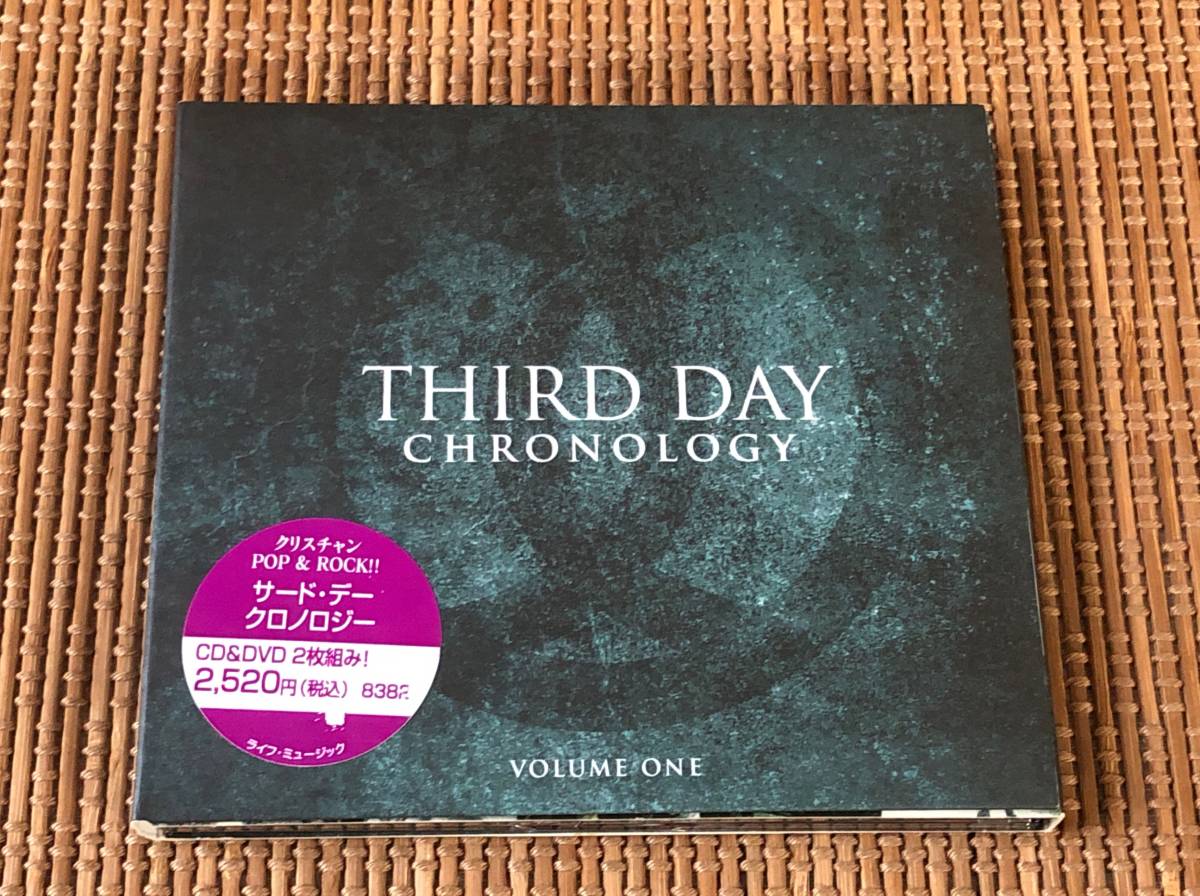 THIRD DAY
CHRONOLOGY
クリスチャン
POP & ROCK!!
サード・デー
クロノロジー
CD&DVD 2枚組み!
2,520円(税込)
ライフ・ミュージック
VOLUME ONE